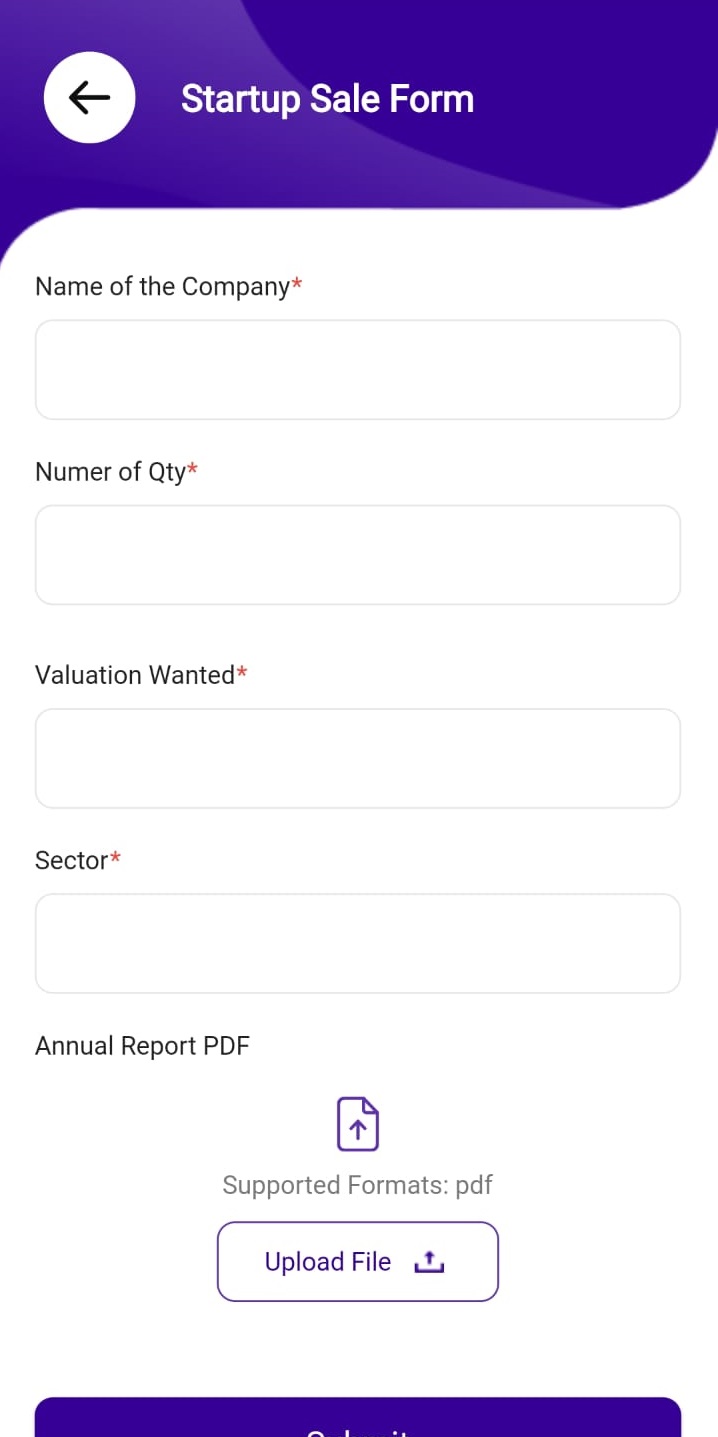 Startup Sale Form
Name of the Company*
Numer of Qty*
Valuation Wanted*
Sector*
Annual Report PDF
Supported Formats: pdf
Upload File
Submit